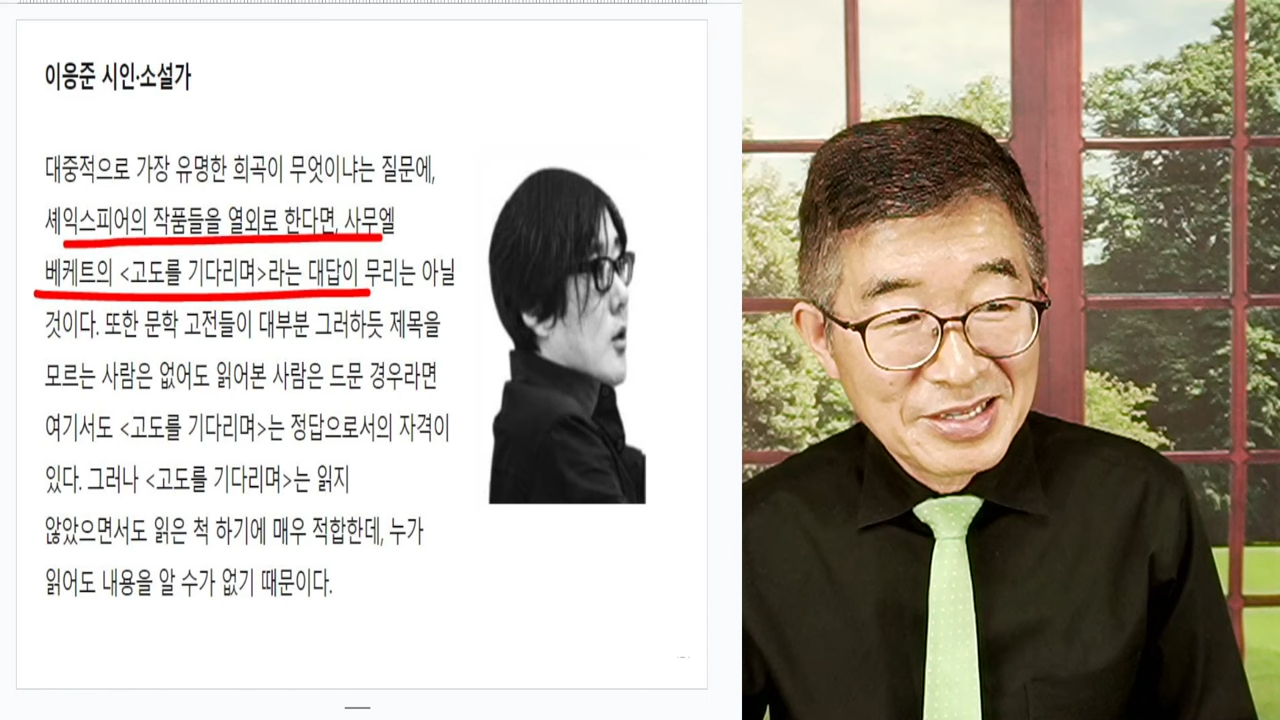 이응준 시인·소설가
대중적으로 가장 유명한 희곡이 무엇이냐는 질문에,
셰익스피어의 작품들을 열외로 한다면, 사무엘
베케트의 <고도를 기다리며>라는 대답이 무리는 아닐
것이다. 또한 문학 고전들이 대부분 그러하듯 제목을
모르는 사람은 없어도 읽어본 사람은 드문 경우라면
여기서도 <고도를 기다리며>는 정답으로서의 자격이
있다. 그러나 <고도를 기다리며>는 읽지
않았으면서도 읽은 척 하기에 매우 적합한데, 누가
읽어도 내용을 알 수가 없기 때문이다.